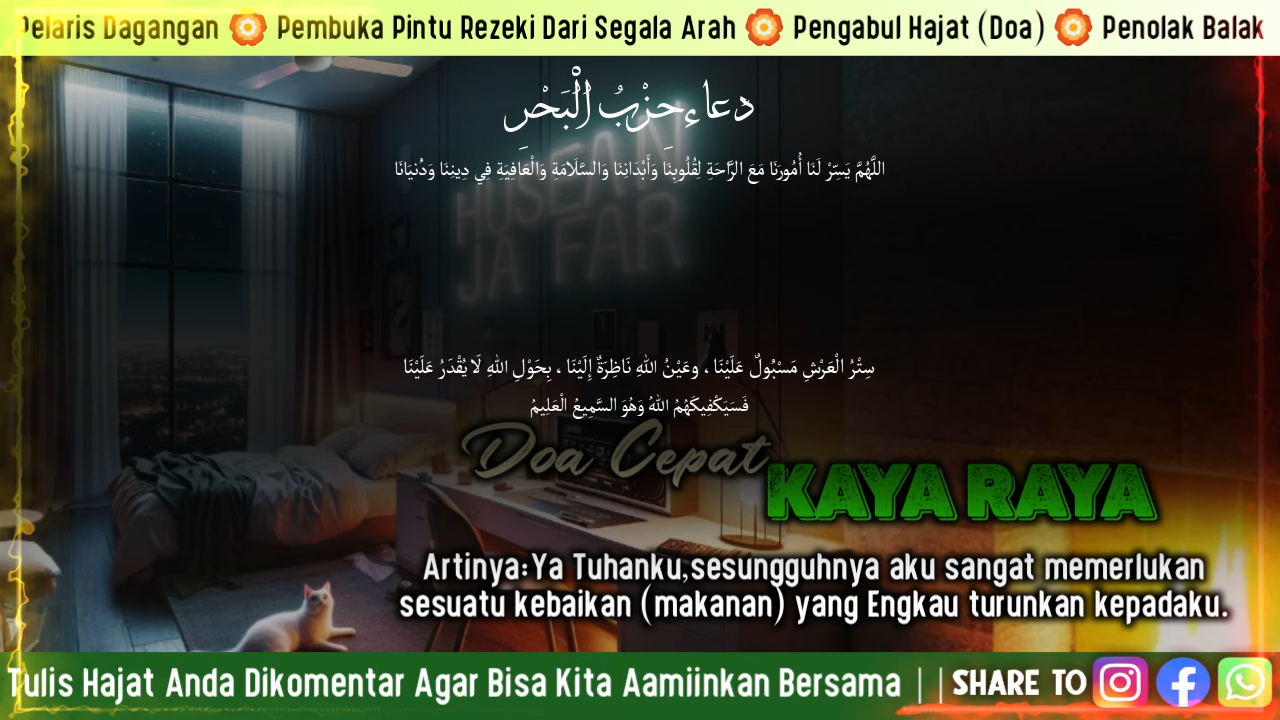 Pelaris Dagangan 🏵️ Pembuka Pintu Rezeki Dari Segala Arah 🏵️ Pengabul Hajat (Doa) 🏵️ Penolak Balak
دعاء حِزْبُ الْبَحْرِ
اللَّهُمَّ يَسِّرْ لَنَا أُمُورَنَا مَعَ الرَّاحَةِ لِقُلُوبِنَا وَأَبْدَانِنَا وَالسَّلَامَةِ وَالْعَافِيَةِ فِي دِينِنَا وَدُنْيَانَا
HUSEAN
JA FAR
سِتْرُ الْعَرْشِ مَسْبُولٌ عَلَيْنَا ، وعَيْنُ اللهِ نَاظِرَةٌ إِلَيْنَا ، بِحَوْلِ اللهِ لَا يُقْدَرُ عَلَيْنَا
فَسَيَكْفِيكَهُمُ اللهُ وَهُوَ السَّمِيعُ الْعَلِيمُ
Doa Cepat
KAYA RAYA
Artinya:Ya Tuhanku,sesungguhnya aku sangat memerlukan
sesuatu kebaikan (makanan) yang Engkau turunkan kepadaku.
Tulis Hajat Anda Dikomentar Agar Bisa Kita Aamiinkan Bersama || SHARE TO